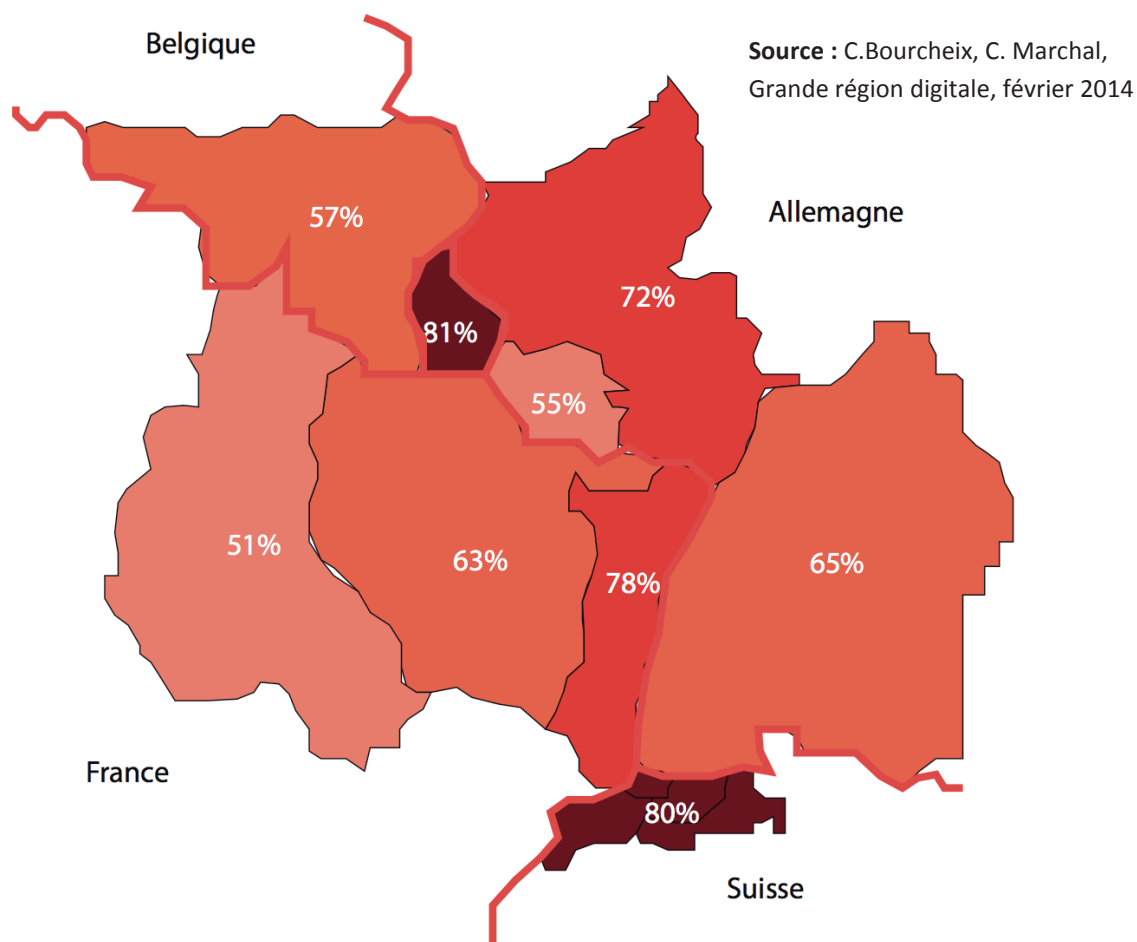 Belgique
Source : C.Bourcheix, C. Marchal,
Grande région digitale, février 2014
57%
Allemagne
72%
81%
55%
51%
63%
78%
65%
France
80%
Suisse